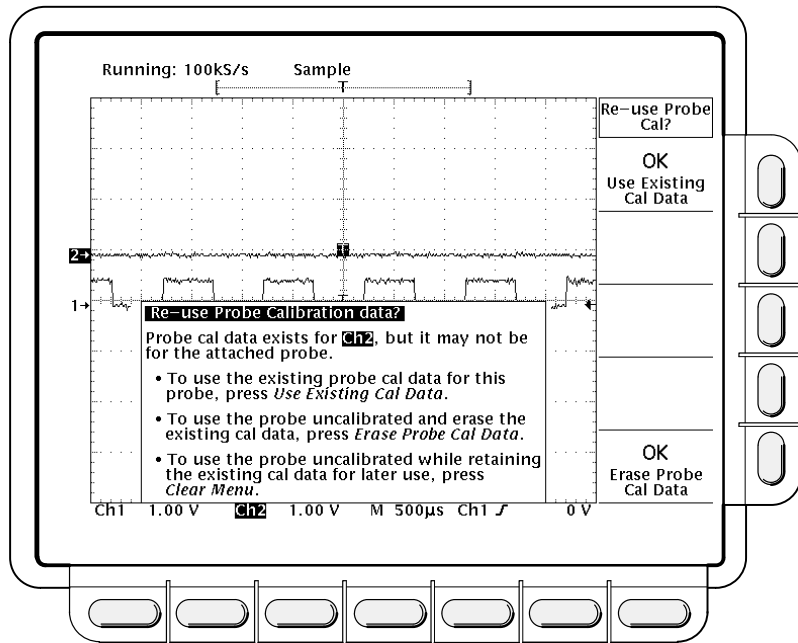 Running: 100kS/s Sample
T
Re-use Probe
Cal?
OK
Use Existing
Cal Data
2→
T
1→
Re-use Probe Calibration data?
Probe cal data exists for Ch2, but it may not be
for the attached probe.
• To use the existing probe cal data for this
probe, press Use Existing Cal Data.
• To use the probe uncalibrated and erase the
existing cal data, press Erase Probe Cal Data.
• To use the probe uncalibrated while retaining
the existing cal data for later use, press
Clear Menu.
OK
Erase Probe
Cal Data
Ch1 1.00 V Ch2 1.00 V M 500µs Ch1 ƒ 0 V